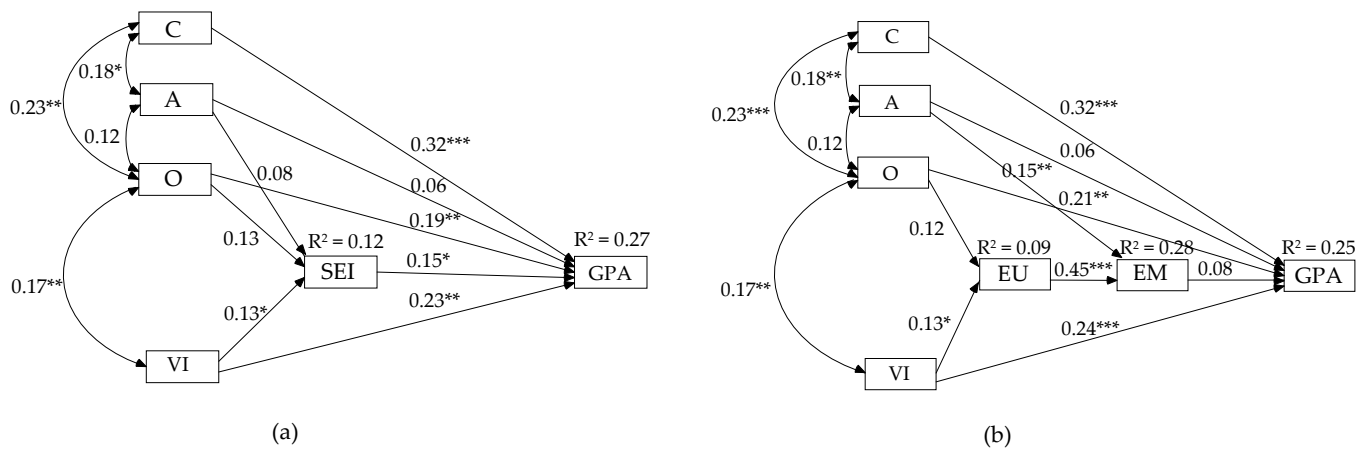 C
0.18*
A
0.23**
0.32***
0.12
O
0.08
0.06
0.19**
0.13
R² = 0.12
R² = 0.27
SEI
0.15*
GPA
0.17**
0.13*
0.23**
VI
(a)
C
0.18**
A
0.23***
0.32***
0.12
O
0.06
0.15**
0.21**
0.12
R² = 0.09
R² = 0.28
R² = 0.25
EU
0.45***
EM
0.08
GPA
0.17**
0.13*
0.24***
VI
(b)